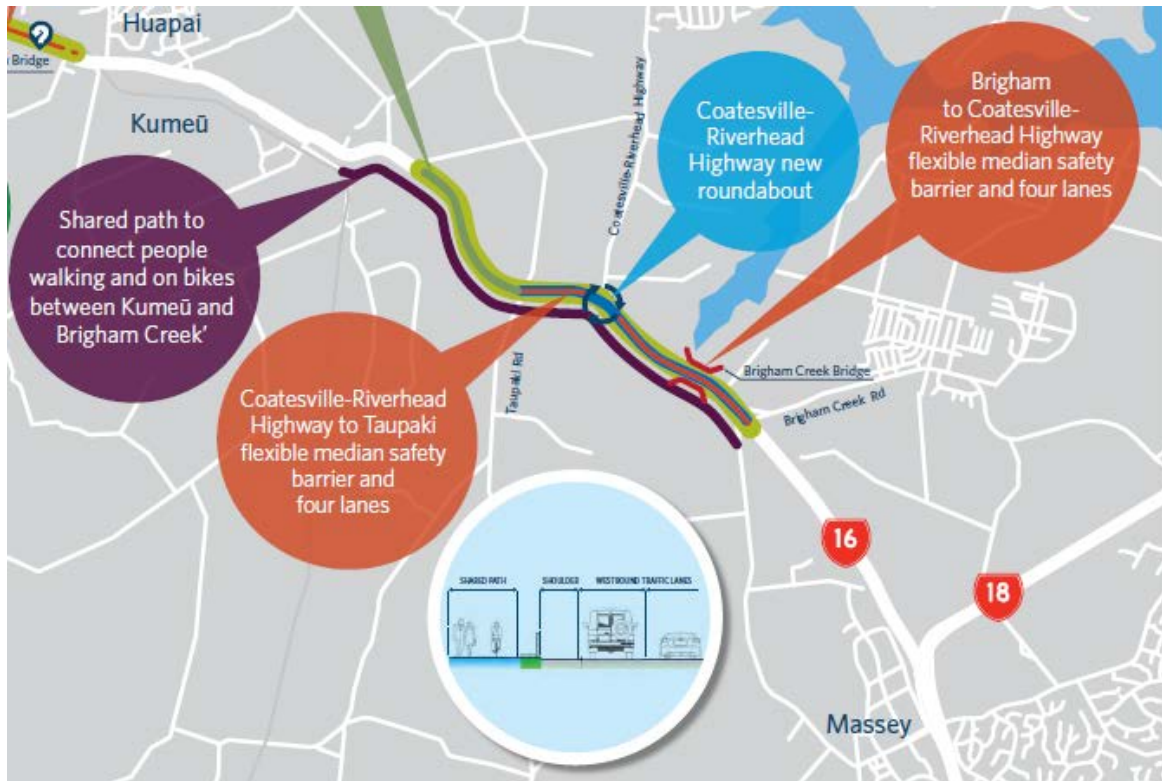 Huapai
Bridge
Kumeū
Shared path to
connect people
walking and on bikes
between Kumeū and
Brigham Creek'
Coatesville-Riverhead Highway
Coatesville-
Riverhead
Highway new
roundabout
Brigham
to Coatesville-
Riverhead Highway
flexible median safety
barrier and four lanes
Coatesville-Riverhead
Highway to Taupaki
flexible median safety
barrier and
four lanes
Taupaki Rd
Brigham Creek Bridge
Brigham Creek Rd
SHARED PATH
SHOULDER
WESTBOUND TRAFFIC LANES
16
18
Massey